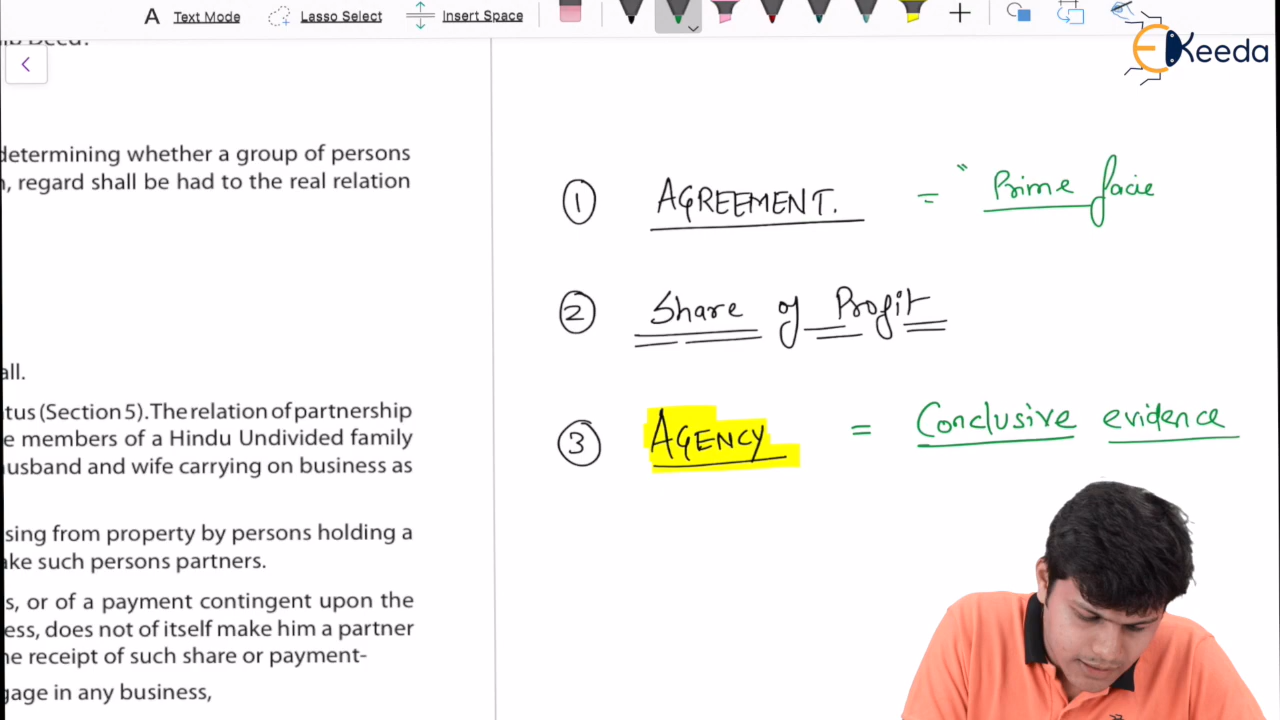 A Text Mode Lasso Select Insert Space
EKeeda
determining whether a group of persons
, regard shall be had to the real relation
all.
tus (Section 5). The relation of partnership
e members of a Hindu Undivided family
usband and wife carrying on business as
sing from property by persons holding a
ake such persons partners.
s, or of a payment contingent upon the
ess, does not of itself make him a partner
he receipt of such share or payment-
gage in any business,
① AGREEMENT. = " Prime facie
② Share of Profit
③ AGENCY = Conclusive evidence